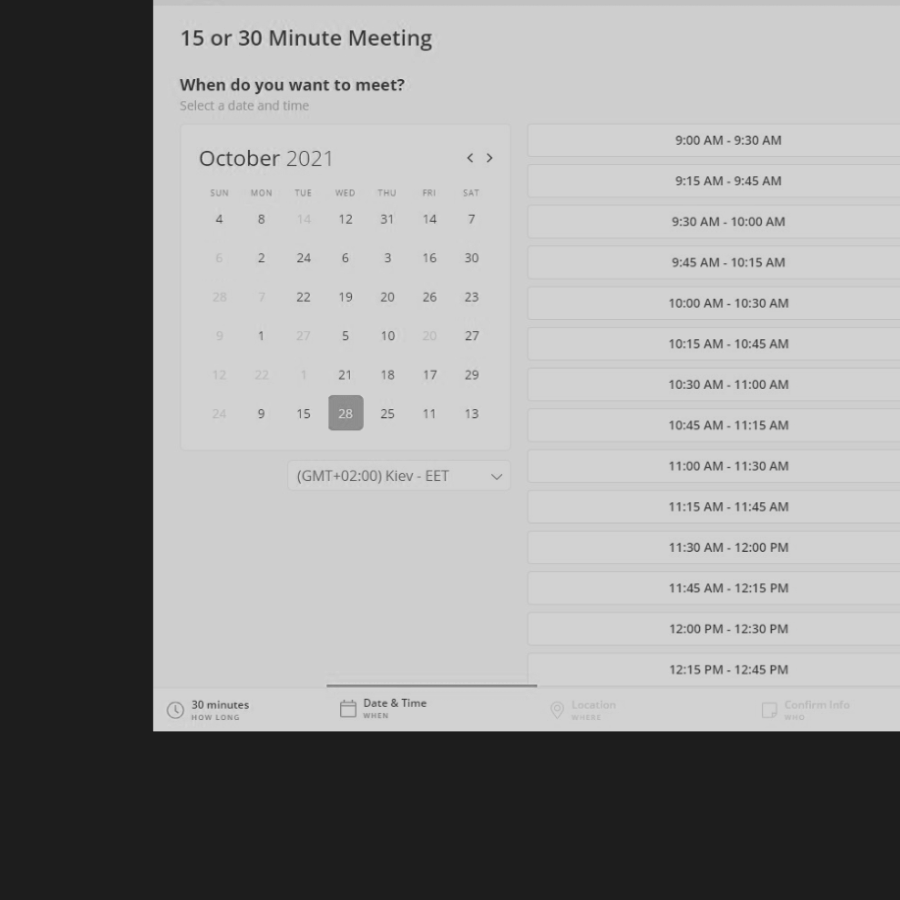 15 or 30 Minute Meeting
When do you want to meet?
Select a date and time
October 2021
SUN MON TUE WED THU FRI SAT
4 8 14 12 31 14 7
6 2 24 6 3 16 30
28 7 22 19 20 26 23
9 1 27 5 10 20 27
12 22 1 21 18 17 29
24 9 15 28 25 11 13
(GMT+02:00) Kiev - EET
9:00 AM - 9:30 AM
9:15 AM - 9:45 AM
9:30 AM - 10:00 AM
9:45 AM - 10:15 AM
10:00 AM - 10:30 AM
10:15 AM - 10:45 AM
10:30 AM - 11:00 AM
10:45 AM - 11:15 AM
11:00 AM - 11:30 AM
11:15 AM - 11:45 AM
11:30 AM - 12:00 PM
11:45 AM - 12:15 PM
12:00 PM - 12:30 PM
12:15 PM - 12:45 PM
30 minutes
HOW LONG
Date & Time
WHEN
Location
WHERE
Confirm Info
WHO